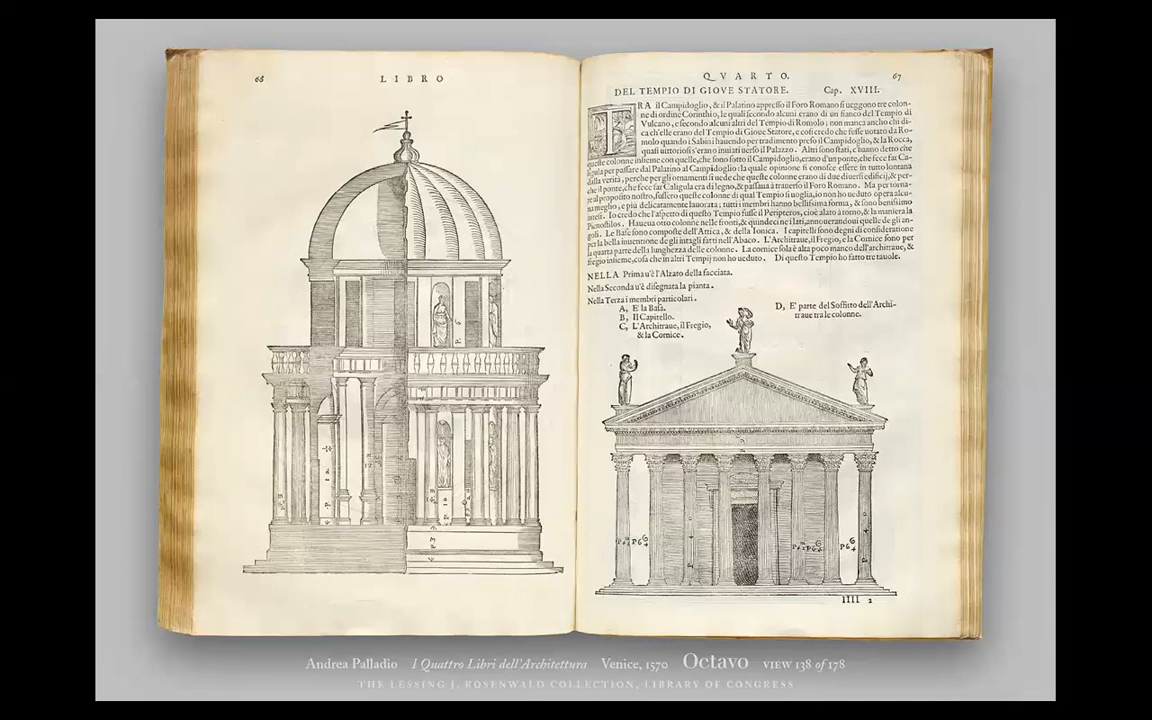 66
LIBRO
QVARTO.
67
DEL TEMPIO DI GIOVE STATORE. Cap. XVIII.
TRA il Campidoglio, & il Palatino appresso il Foro Romano si ueggono tre colon-
ne di ordine Corinthio, le quali secondo alcuni erano di un fianco del Tempio di
Vulcano, e secondo alcuni altri del Tempio di Romolo: non manca ancho chi di-
ca ch'elle erano del Tempio di Gioue Statore, e così credo che fusse uotato da Ro-
molo quando i Sabini hauendo per tradimento preso il Campidoglio, & la Rocca,
quasi uittoriosi s'erano inuiati uerso il Palazzo. Altri sono stati, c'hanno detto che
queste colonne insieme con quelle, che sono sotto il Campidoglio, erano d'un ponte, che fece far Ca-
ligula per passare dal Palatino al Campidoglio: la quale opinione si conosce essere in tutto lontana
dalla verità, perche per gli ornamenti si uede che queste colonne erano di due diuersi edificij, & per-
che il ponte, che fece far Caligula era di legno, & passaua à trauerso il Foro Romano. Ma per torna-
re al proposito nostro, fussero queste colonne di qual Tempio si uoglia, io non ho ueduto opera alcu-
na meglio, e più delicatamente lauorata; tutti i membri hanno bellissima forma, & sono benissimo
intesi. Io credo che l'aspetto di questo Tempio fusse il Peripteros, cioè alato à torno, & la maniera la
Picnostilos. Haueua otto colonne nelle fronti, & quindeci ne i lati, annouerandoui quelle de gli an-
goli. Le Base sono composte dell'Attica, & della Ionica. I capitelli sono degni di consideratione
per la bella inuentione de gli intagli fatti nell'Abaco. L'Architraue, il Fregio, e la Cornice sono per
la quarta parte della lunghezza delle colonne. La cornice sola è alta poco manco dell'architraue, &
fregio insieme, cosa che in altri Tempij non ho ueduto. Di questo Tempio ho fatto tre tauole.
NELLA Prima u'è l'Alzato della facciata.
Nella Seconda u'è disegnata la pianta.
Nella Terza i membri particolari.
A, E' la Basa.
B, Il Capitello.
C, L'Architraue, il Fregio,
& la Cornice.
D, E' parte del Soffitto dell'Archi-
traue tra le colonne.
IIII 2
Andrea Palladio I Quattro Libri dell'Architettura Venice, 1570 Octavo VIEW 138 of 178
THE LESSING J. ROSENWALD COLLECTION, LIBRARY OF CONGRESS